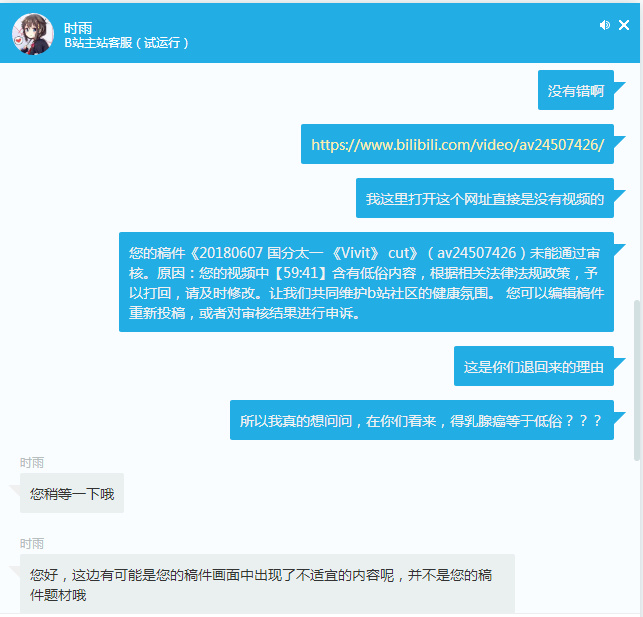 时雨
B站主站客服（试运行）
没有错啊
https://www.bilibili.com/video/av24507426/
我这里打开这个网址直接是没有视频的
您的稿件《20180607 国分太一 《Vivit》 cut》（av24507426）未能通过审
核。原因：您的视频中【59:41】含有低俗内容，根据相关法律法规政策，予
以打回，请及时修改。让我们共同维护b站社区的健康氛围。 您可以编辑稿件
重新投稿，或者对审核结果进行申诉。
这是你们退回来的理由
所以我真的想问问，在你们看来，得乳腺癌等于低俗？？？
时雨
您稍等一下哦
时雨
您好，这边有可能是您的稿件画面中出现了不适宜的内容呢，并不是您的稿
件题材哦